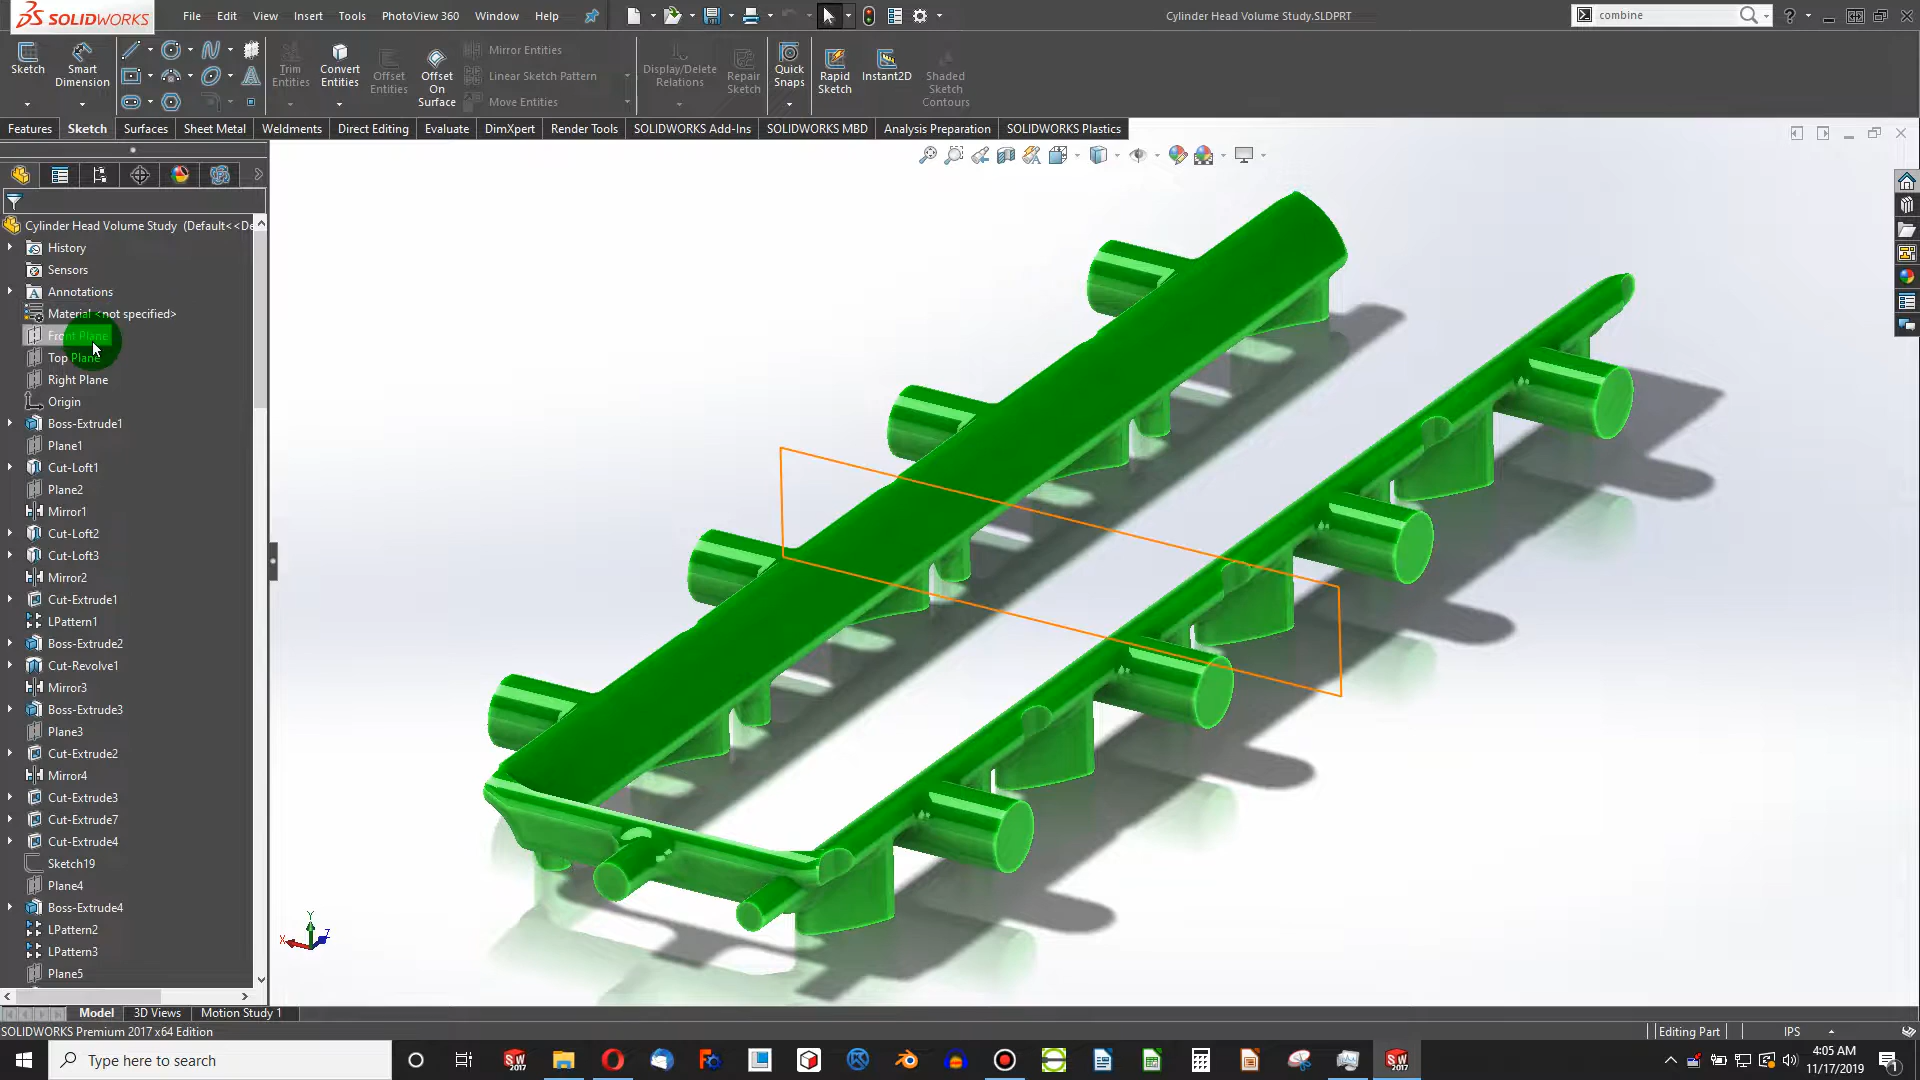 SOLIDWORKS
File Edit View Insert Tools PhotoView 360 Window Help
Cylinder Head Volume Study.SLDPRT
combine
Sketch
Smart Dimension
Trim Entities
Convert Entities
Offset Entities
Offset On Surface
Mirror Entities
Linear Sketch Pattern
Move Entities
Display/Delete Relations
Repair Sketch
Quick Snaps
Rapid Sketch
Instant2D
Shaded Sketch Contours
Features Sketch Surfaces Sheet Metal Weldments Direct Editing Evaluate DimXpert Render Tools SOLIDWORKS Add-Ins SOLIDWORKS MBD Analysis Preparation SOLIDWORKS Plastics
Cylinder Head Volume Study (Default<<De
History
Sensors
Annotations
Material <not specified>
Front Plane
Top Plane
Right Plane
Origin
Boss-Extrude1
Plane1
Cut-Loft1
Plane2
Mirror1
Cut-Loft2
Cut-Loft3
Mirror2
Cut-Extrude1
LPattern1
Boss-Extrude2
Cut-Revolve1
Mirror3
Boss-Extrude3
Plane3
Cut-Extrude2
Mirror4
Cut-Extrude3
Cut-Extrude7
Cut-Extrude4
Sketch19
Plane4
Boss-Extrude4
LPattern2
LPattern3
Plane5
Y
X
Z
Model 3D Views Motion Study 1
SOLIDWORKS Premium 2017 x64 Edition
Editing Part
IPS
Type here to search
SW 2017
SW 2017
4:05 AM
11/17/2019
1